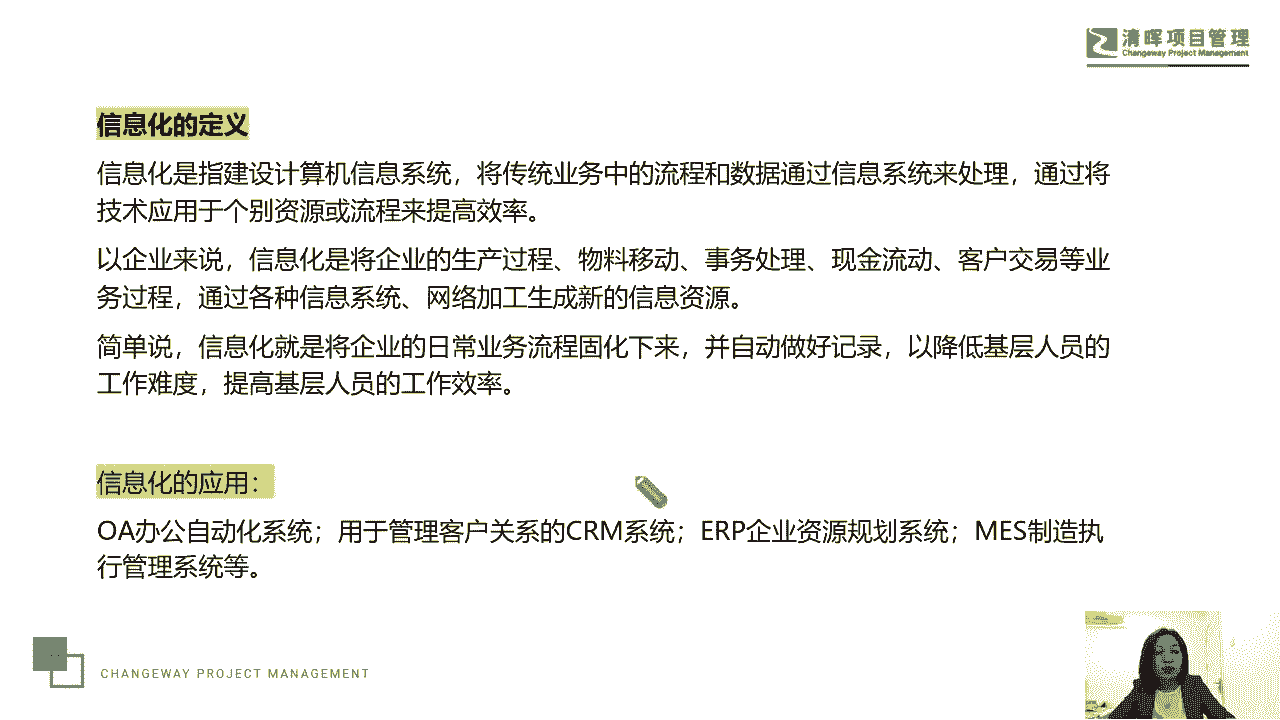 清晖项目管理
Changeway Project Management
信息化的定义
信息化是指建设计算机信息系统，将传统业务中的流程和数据通过信息系统来处理，通过将
技术应用于个别资源或流程来提高效率。
以企业来说，信息化是将企业的生产过程、物料移动、事务处理、现金流动、客户交易等业
务过程，通过各种信息系统、网络加工生成新的信息资源。
简单说，信息化就是将企业的日常业务流程固化下来，并自动做好记录，以降低基层人员的
工作难度，提高基层人员的工作效率。
信息化的应用：
OA办公自动化系统；用于管理客户关系的CRM系统；ERP企业资源规划系统；MES制造执
行管理系统等。
CHANGEWAY PROJECT MANAGEMENT